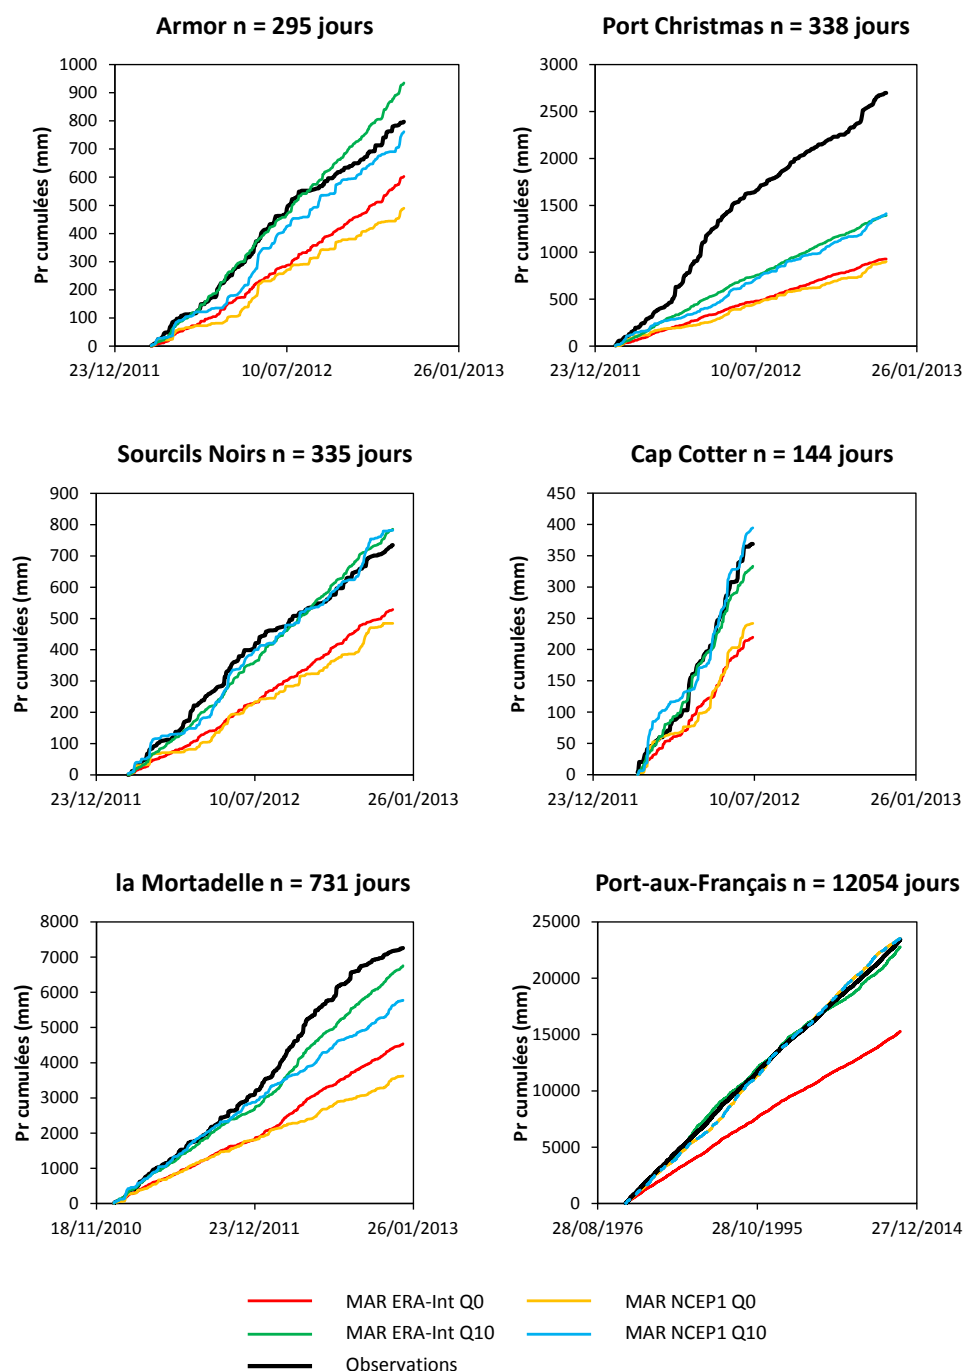 Armor n = 295 jours
Pr cumulées (mm)
1000
900
800
700
600
500
400
300
200
100
0
23/12/2011 10/07/2012 26/01/2013
Port Christmas n = 338 jours
Pr cumulées (mm)
3000
2500
2000
1500
1000
500
0
23/12/2011 10/07/2012 26/01/2013
Sourcils Noirs n = 335 jours
Pr cumulées (mm)
900
800
700
600
500
400
300
200
100
0
23/12/2011 10/07/2012 26/01/2013
Cap Cotter n = 144 jours
Pr cumulées (mm)
450
400
350
300
250
200
150
100
50
0
23/12/2011 10/07/2012 26/01/2013
la Mortadelle n = 731 jours
Pr cumulées (mm)
8000
7000
6000
5000
4000
3000
2000
1000
0
18/11/2010 23/12/2011 26/01/2013
Port-aux-Français n = 12054 jours
Pr cumulées (mm)
25000
20000
15000
10000
5000
0
28/08/1976 28/10/1995 27/12/2014
MAR ERA-Int Q0 MAR NCEP1 Q0
MAR ERA-Int Q10 MAR NCEP1 Q10
Observations